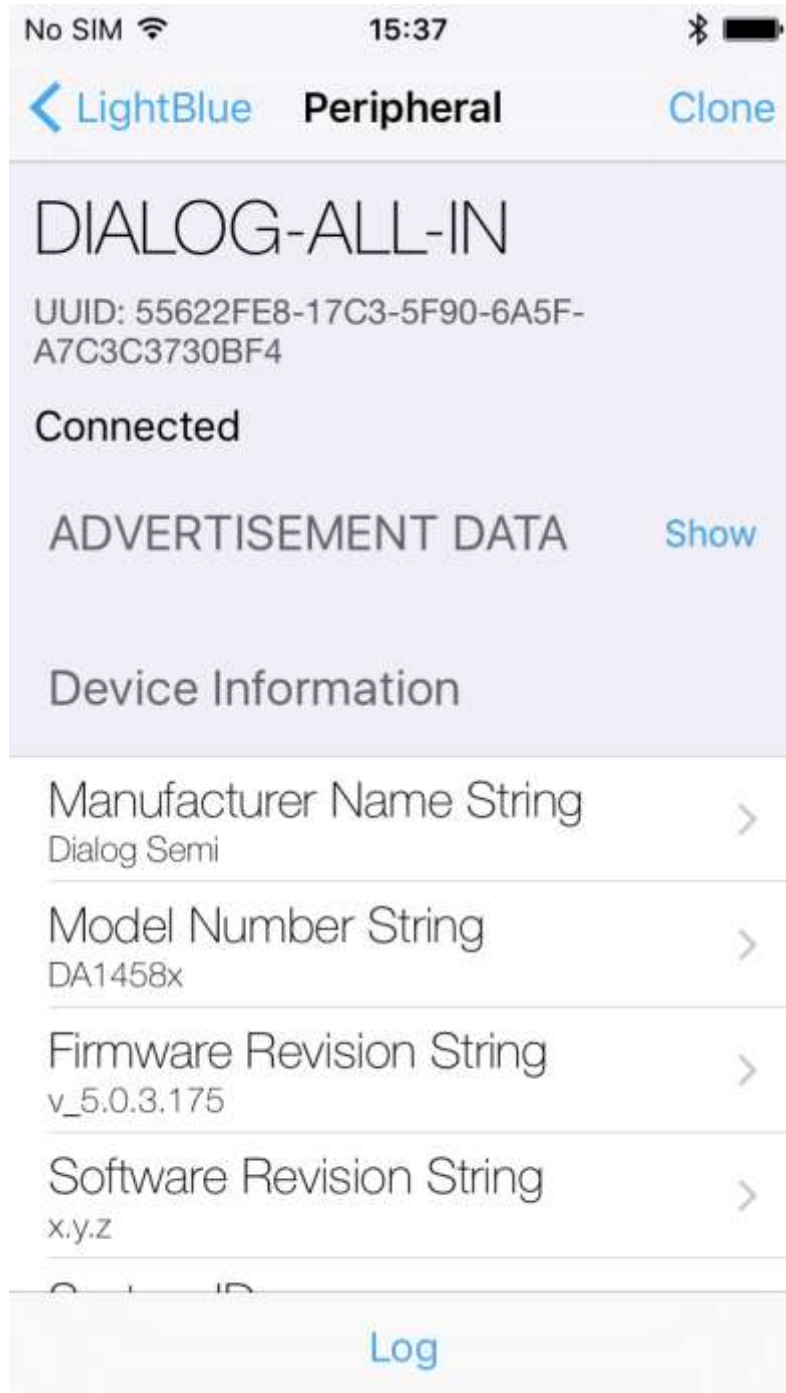 No SIM 15:37
LightBlue Peripheral Clone
DIALOG-ALL-IN
UUID: 55622FE8-17C3-5F90-6A5F-
A7C3C3730BF4
Connected
ADVERTISEMENT DATA Show
Device Information
Manufacturer Name String
Dialog Semi
Model Number String
DA1458x
Firmware Revision String
v_5.0.3.175
Software Revision String
x.y.z
Log